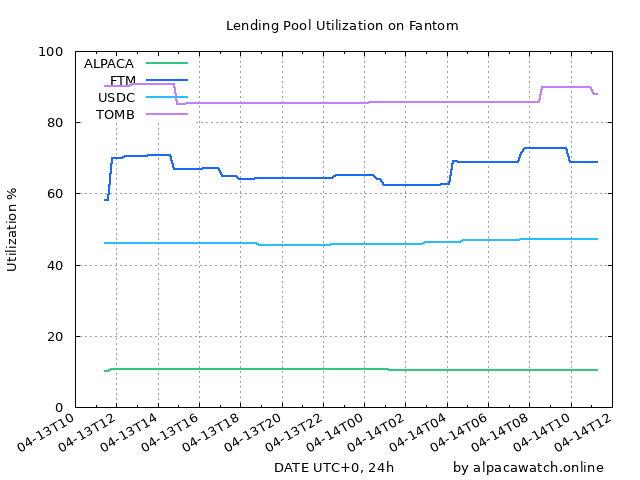 Lending Pool Utilization on Fantom
100
80
60
40
20
0
Utilization %
ALPACA
FTM
USDC
TOMB
04-13T10
04-13T12
04-13T14
04-13T16
04-13T18
04-13T20
04-13T22
04-14T00
04-14T02
04-14T04
04-14T06
04-14T08
04-14T10
04-14T12
DATE UTC+0, 24h
by alpacawatch.online